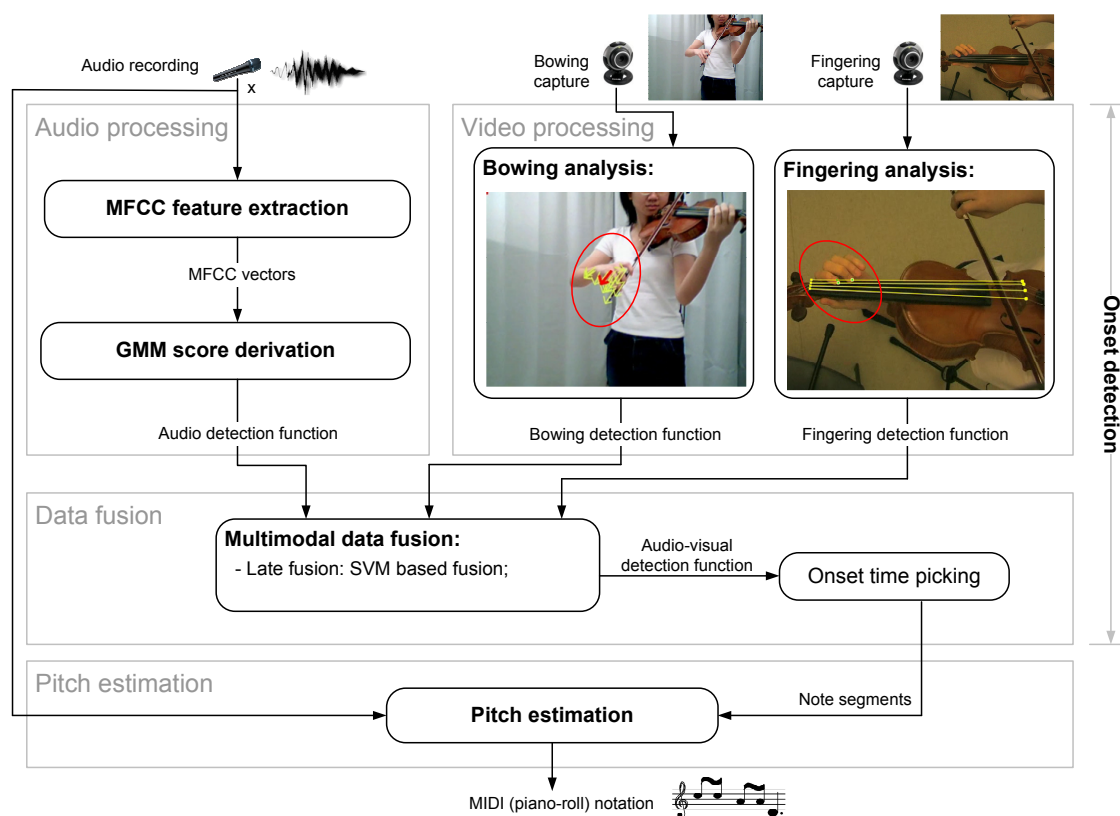 Audio recording
x
Bowing
capture
Fingering
capture
Audio processing
Video processing
MFCC feature extraction
MFCC vectors
GMM score derivation
Audio detection function
Bowing analysis:
Bowing detection function
Fingering analysis:
Fingering detection function
Onset detection
Data fusion
Multimodal data fusion:
- Late fusion: SVM based fusion;
Audio-visual
detection function
Onset time picking
Pitch estimation
Note segments
Pitch estimation
MIDI (piano-roll) notation